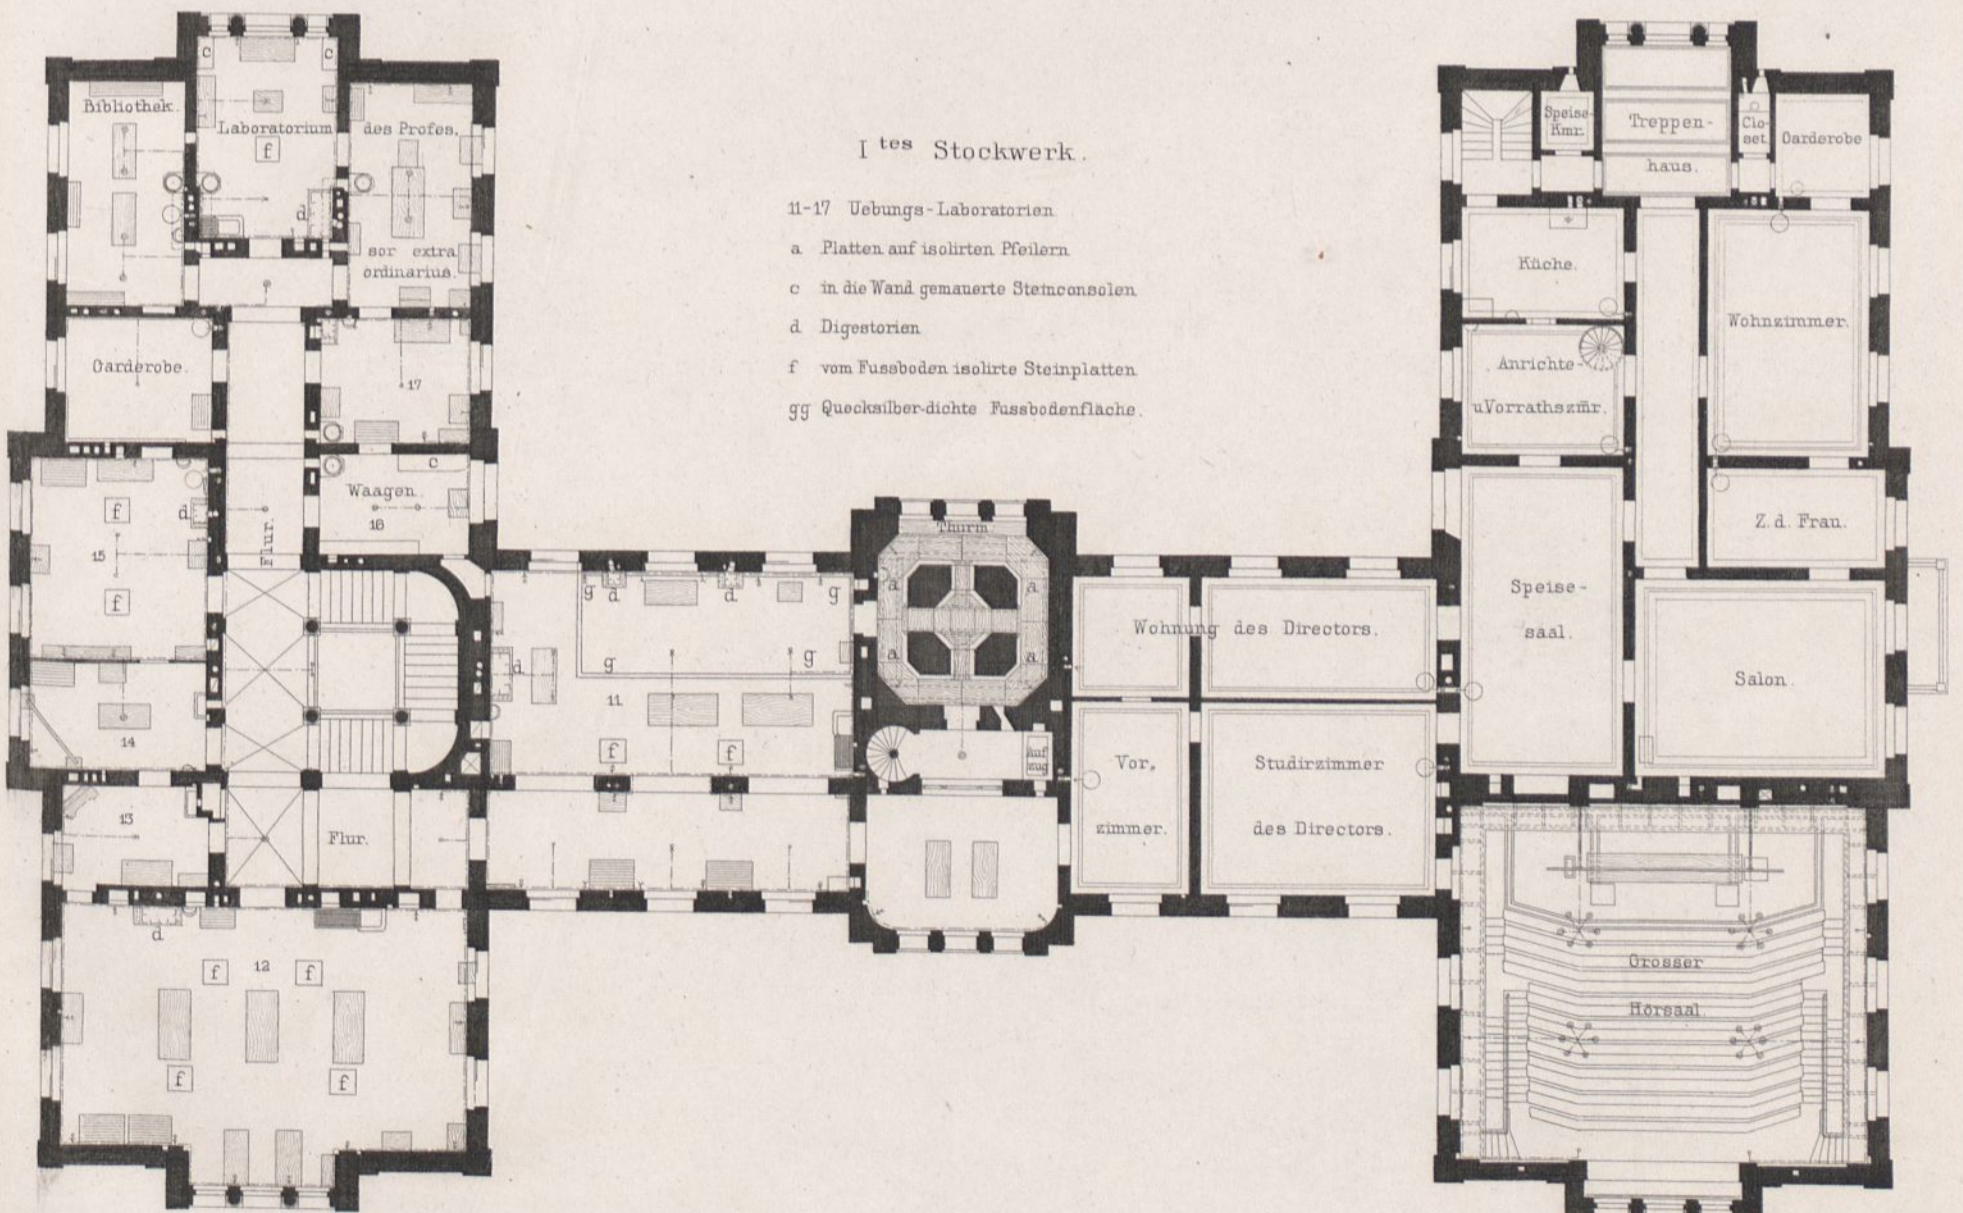 I tes Stockwerk.
11-17 Uebungs-Laboratorien
a Platten auf isolirten Pfeilern
c in die Wand gemauerte Steinconsolen
d Digestorien
f vom Fussboden isolirte Steinplatten
gg Quecksilber-dichte Fussbodenfläche.
c c
Bibliothek.
Laboratorium
des Profes.
f
d
sor extra
ordinarius.
Garderobe.
17
c
Waagen.
16
Flur.
f
d
15
f
14
13
Flur.
d
12
f f
f f
g d d g
d g g
11
f f
Thurm
a a
a a
Auf
zug
Wohnung des Directors.
Vor,
zimmer.
Studirzimmer
des Directors.
Speise-
Kmr.
Treppen-
haus.
Clo-
set.
Garderobe
Küche.
Wohnzimmer.
Anrichte-
u.Vorrathszm̄r.
Z. d. Frau.
Speise-
saal.
Salon.
Grosser
Hörsaal